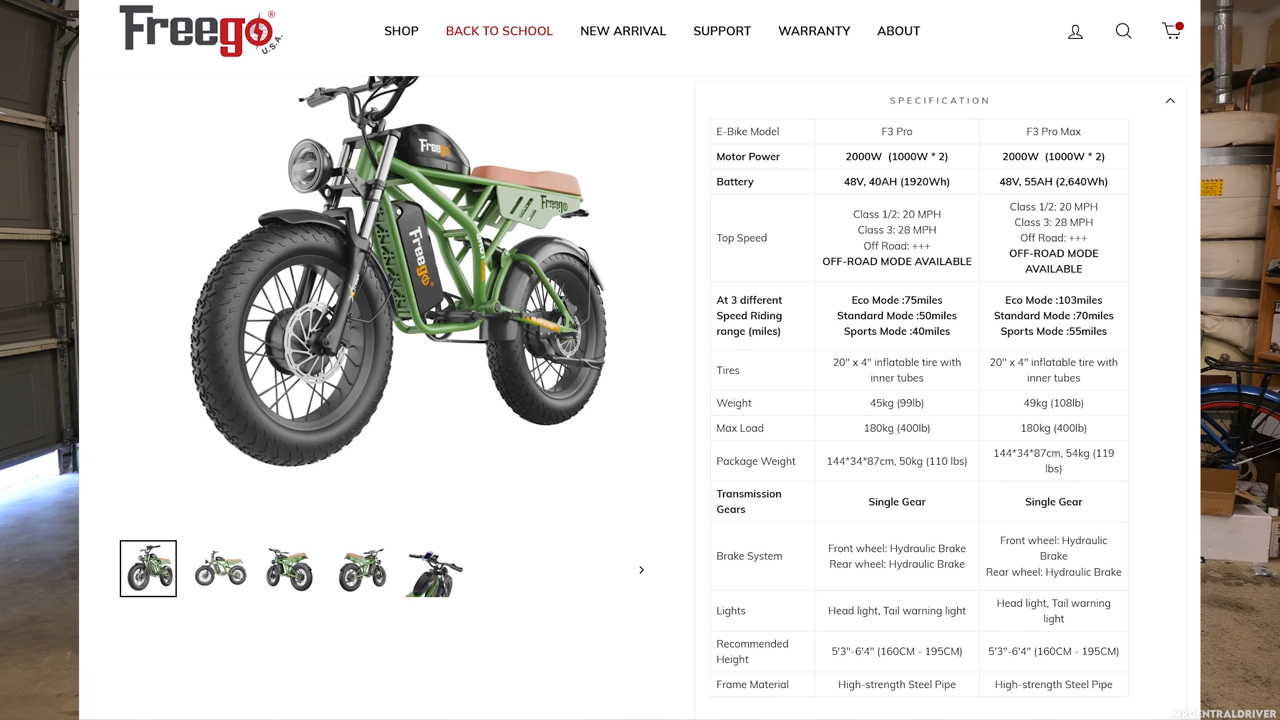 Freego®
U.S.A.
SHOP BACK TO SCHOOL NEW ARRIVAL SUPPORT WARRANTY ABOUT
Freego
Freego
Freego
SPECIFICATION
E-Bike Model F3 Pro F3 Pro Max
Motor Power 2000W (1000W * 2) 2000W (1000W * 2)
Battery 48V, 40AH (1920Wh) 48V, 55AH (2,640Wh)
Top Speed
Class 1/2: 20 MPH
Class 3: 28 MPH
Off Road: +++
OFF-ROAD MODE AVAILABLE
Class 1/2: 20 MPH
Class 3: 28 MPH
Off Road: +++
OFF-ROAD MODE
AVAILABLE
At 3 different
Speed Riding
range (miles)
Eco Mode :75miles
Standard Mode :50miles
Sports Mode :40miles
Eco Mode :103miles
Standard Mode :70miles
Sports Mode :55miles
Tires
20" x 4" inflatable tire with
inner tubes
20" x 4" inflatable tire with
inner tubes
Weight 45kg (99lb) 49kg (108lb)
Max Load 180kg (400lb) 180kg (400lb)
Package Weight 144*34*87cm, 50kg (110 lbs)
144*34*87cm, 54kg (119
lbs)
Transmission
Gears
Single Gear Single Gear
Brake System
Front wheel: Hydraulic Brake
Rear wheel: Hydraulic Brake
Front wheel: Hydraulic
Brake
Rear wheel: Hydraulic Brake
Lights Head light, Tail warning light
Head light, Tail warning
light
Recommended
Height
5'3"-6'4" (160CM - 195CM) 5'3"-6'4" (160CM - 195CM)
Frame Material High-strength Steel Pipe High-strength Steel Pipe
MRCENTRALDRIVER